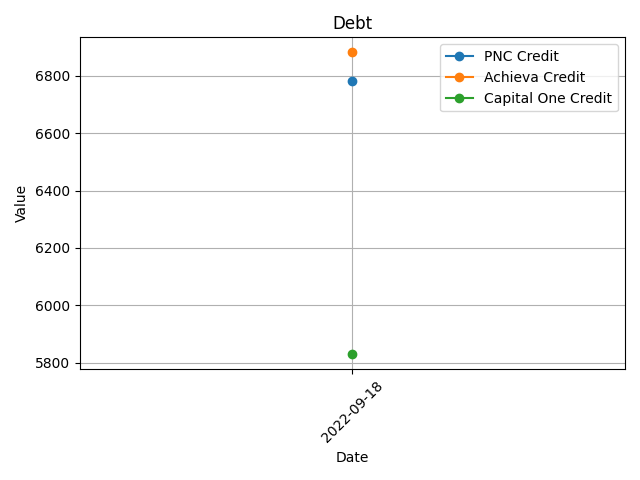 Debt
PNC Credit
Achieva Credit
Capital One Credit
6800
6600
6400
6200
6000
5800
Value
2022-09-18
Date